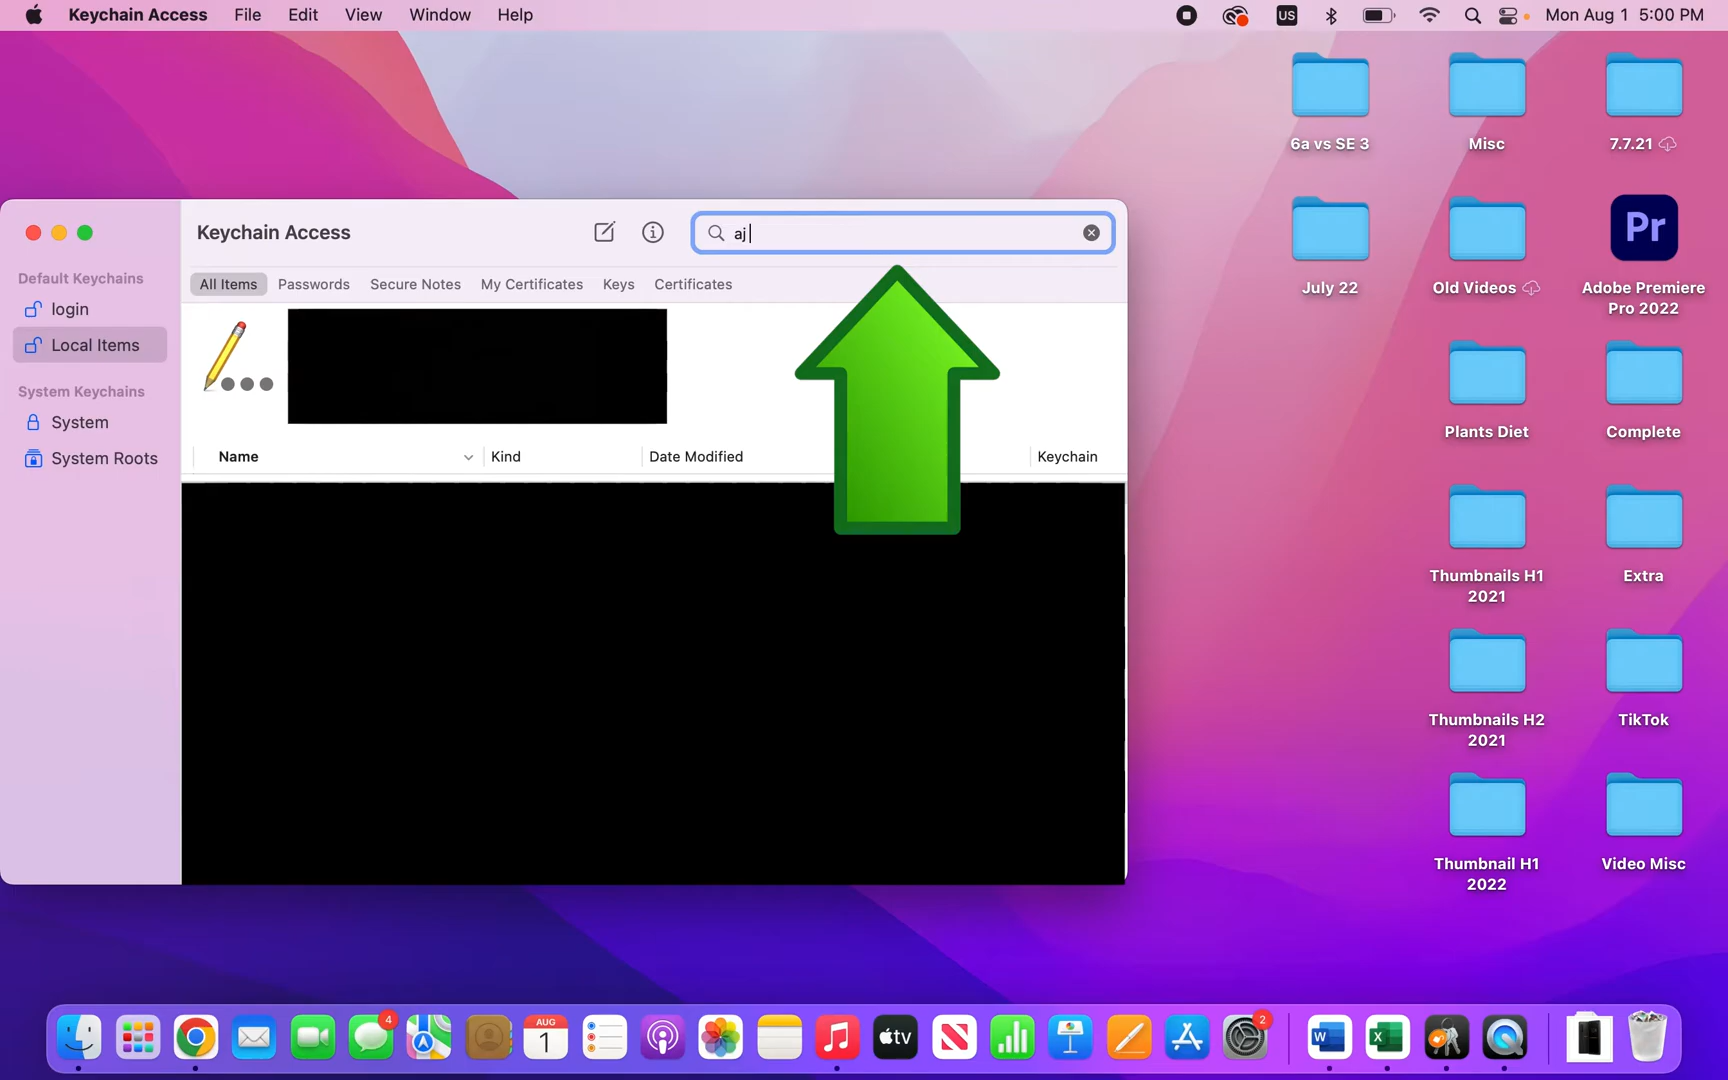 Keychain Access File Edit View Window Help US Mon Aug 1 5:00 PM
6a vs SE 3
Misc
7.7.21
July 22
Old Videos
Pr
Adobe Premiere
Pro 2022
Plants Diet
Complete
Thumbnails H1
2021
Extra
Thumbnails H2
2021
TikTok
Thumbnail H1
2022
Video Misc
Keychain Access
aj
Default Keychains
login
Local Items
System Keychains
System
System Roots
All Items Passwords Secure Notes My Certificates Keys Certificates
Name Kind Date Modified Keychain
4
AUG
1
tv
2
W
X